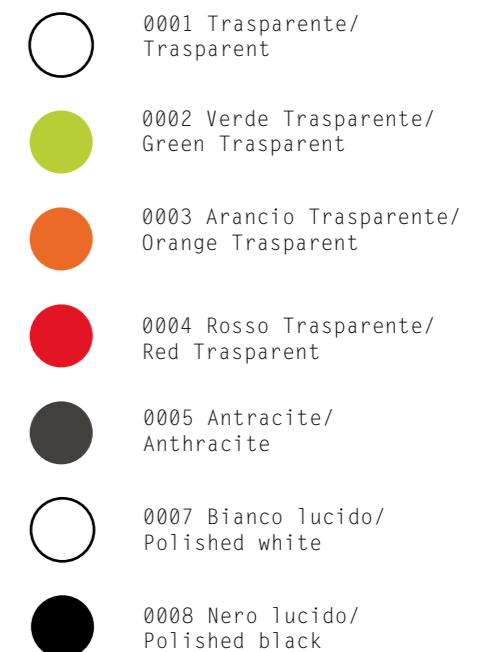 0001 Trasparente/
Trasparent
0002 Verde Trasparente/
Green Trasparent
0003 Arancio Trasparente/
Orange Trasparent
0004 Rosso Trasparente/
Red Trasparent
0005 Antracite/
Anthracite
0007 Bianco lucido/
Polished white
0008 Nero lucido/
Polished black